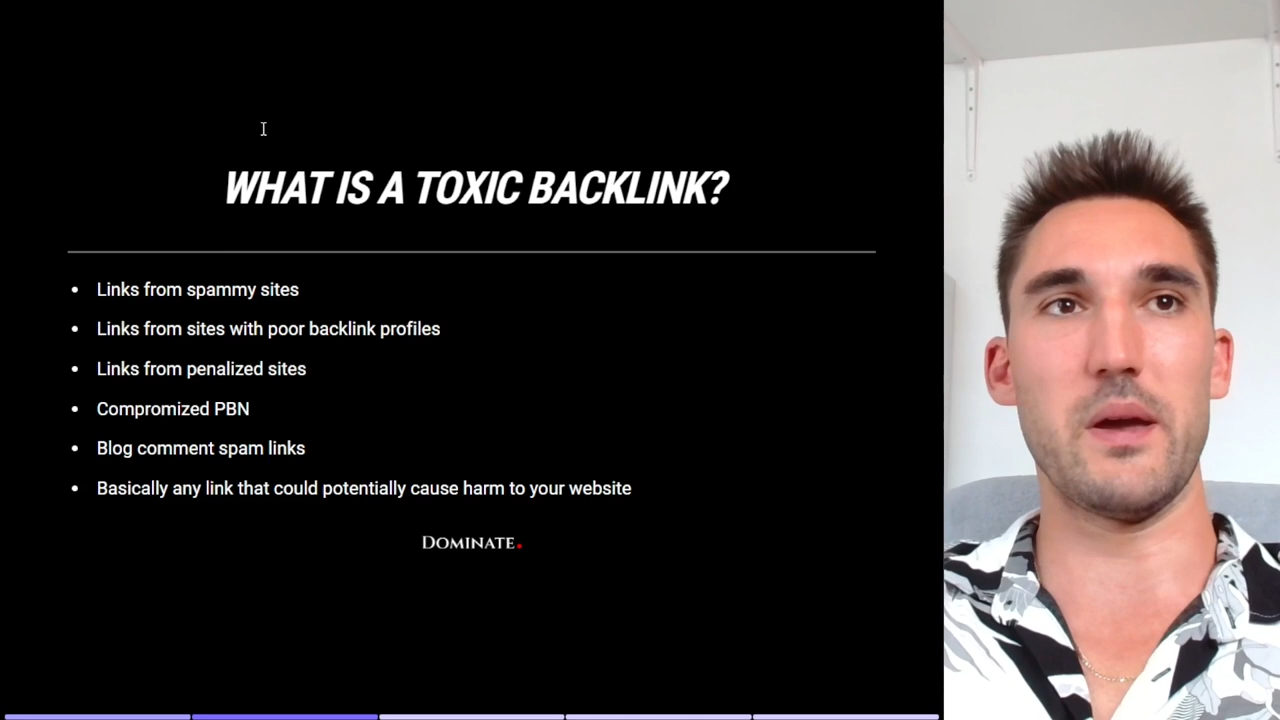 WHAT IS A TOXIC BACKLINK?
• Links from spammy sites
• Links from sites with poor backlink profiles
• Links from penalized sites
• Compromized PBN
• Blog comment spam links
• Basically any link that could potentially cause harm to your website
DOMINATE.